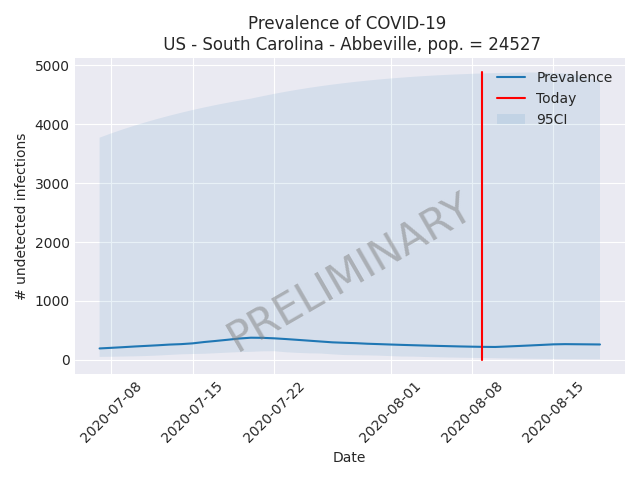 Prevalence of COVID-19
US - South Carolina - Abbeville, pop. = 24527
# undetected infections
5000
4000
3000
2000
1000
0
Prevalence
Today
95CI
PRELIMINARY
2020-07-08
2020-07-15
2020-07-22
2020-08-01
2020-08-08
2020-08-15
Date